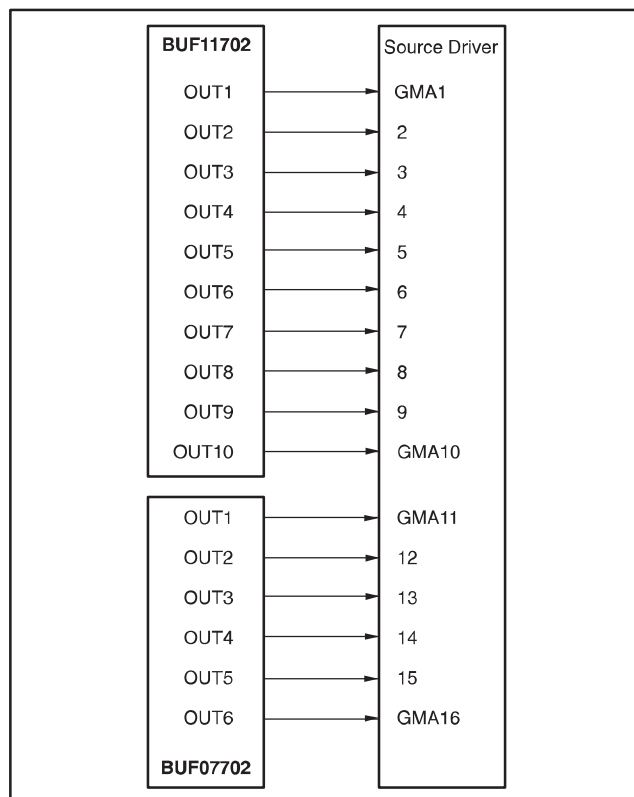 BUF11702 Source Driver
OUT1 GMA1
OUT2 2
OUT3 3
OUT4 4
OUT5 5
OUT6 6
OUT7 7
OUT8 8
OUT9 9
OUT10 GMA10
OUT1 GMA11
OUT2 12
OUT3 13
OUT4 14
OUT5 15
OUT6 GMA16
BUF07702